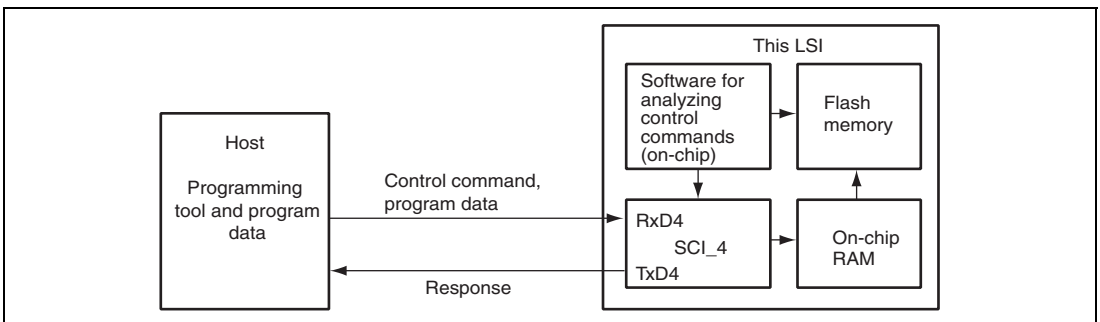 This LSI
Software for
analyzing
control
commands
(on-chip)
Flash
memory
Host
Programming
tool and program
data
Control command,
program data
RxD4
SCI_4
TxD4
On-chip
RAM
Response